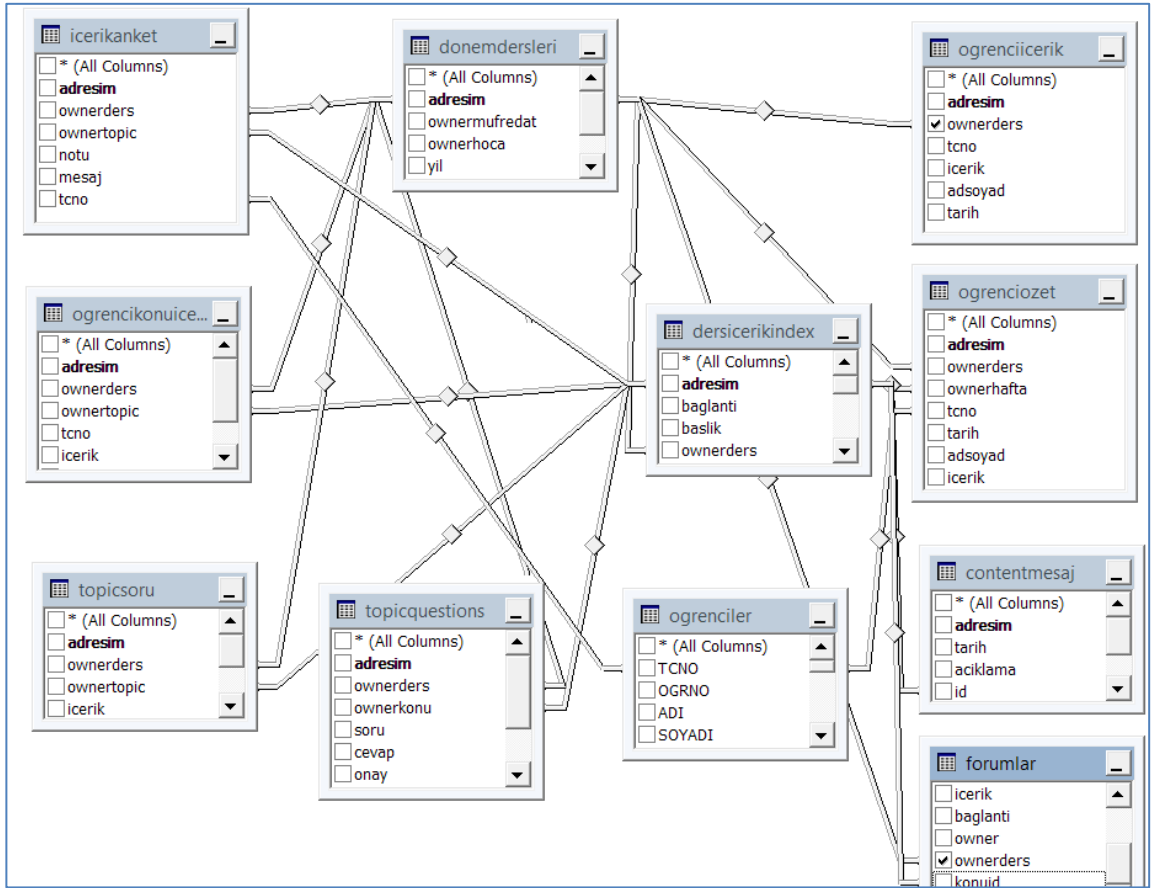 icerikanket
* (All Columns)
adresim
ownerders
ownertopic
notu
mesaj
tcno
donemdersleri
* (All Columns)
adresim
ownermufredat
ownerhoca
yil
ogrenciicerik
* (All Columns)
adresim
ownerders
tcno
icerik
adsoyad
tarih
ogrencikonuice...
* (All Columns)
adresim
ownerders
ownertopic
tcno
icerik
dersicerikindex
* (All Columns)
adresim
baglanti
baslik
ownerders
ogrenciozet
* (All Columns)
adresim
ownerders
ownerhafta
tcno
tarih
adsoyad
icerik
topicsoru
* (All Columns)
adresim
ownerders
ownertopic
icerik
topicquestions
* (All Columns)
adresim
ownerders
ownerkonu
soru
cevap
onay
ogrenciler
* (All Columns)
TCNO
OGRNO
ADI
SOYADI
contentmesaj
* (All Columns)
adresim
tarih
aciklama
id
forumlar
icerik
baglanti
owner
ownerders
konuid